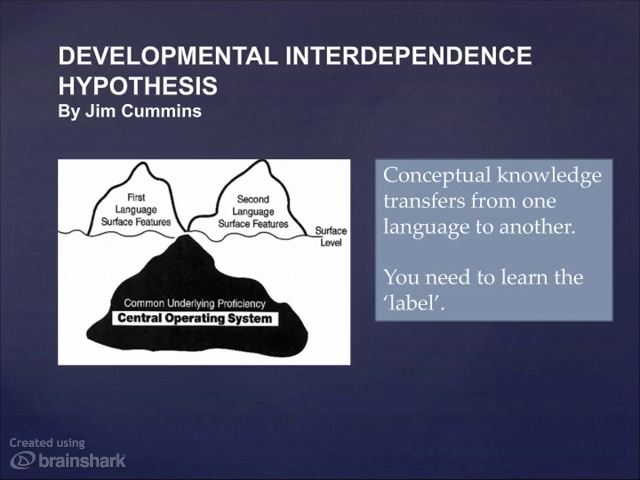 DEVELOPMENTAL INTERDEPENDENCE
HYPOTHESIS
By Jim Cummins
First
Language
Surface Features
Second
Language
Surface Features
Surface
Level
Common Underlying Proficiency
Central Operating System
Conceptual knowledge
transfers from one
language to another.
You need to learn the
‘label’.
Created using
brainshark